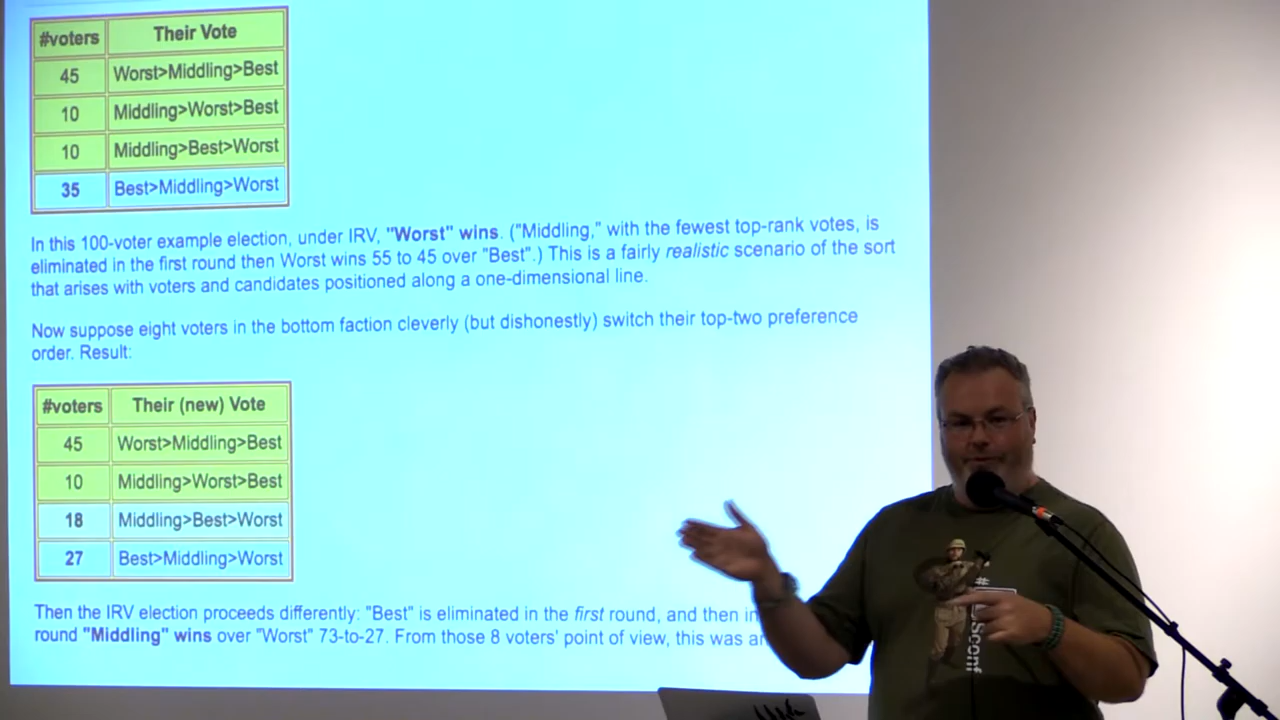 #voters Their Vote
45 Worst>Middling>Best
10 Middling>Worst>Best
10 Middling>Best>Worst
35 Best>Middling>Worst
In this 100-voter example election, under IRV, "Worst" wins. ("Middling," with the fewest top-rank votes, is
eliminated in the first round then Worst wins 55 to 45 over "Best".) This is a fairly realistic scenario of the sort
that arises with voters and candidates positioned along a one-dimensional line.
Now suppose eight voters in the bottom faction cleverly (but dishonestly) switch their top-two preference
order. Result:
#voters Their (new) Vote
45 Worst>Middling>Best
10 Middling>Worst>Best
18 Middling>Best>Worst
27 Best>Middling>Worst
Then the IRV election proceeds differently: "Best" is eliminated in the first round, and then in
round "Middling" wins over "Worst" 73-to-27. From those 8 voters' point of view, this was